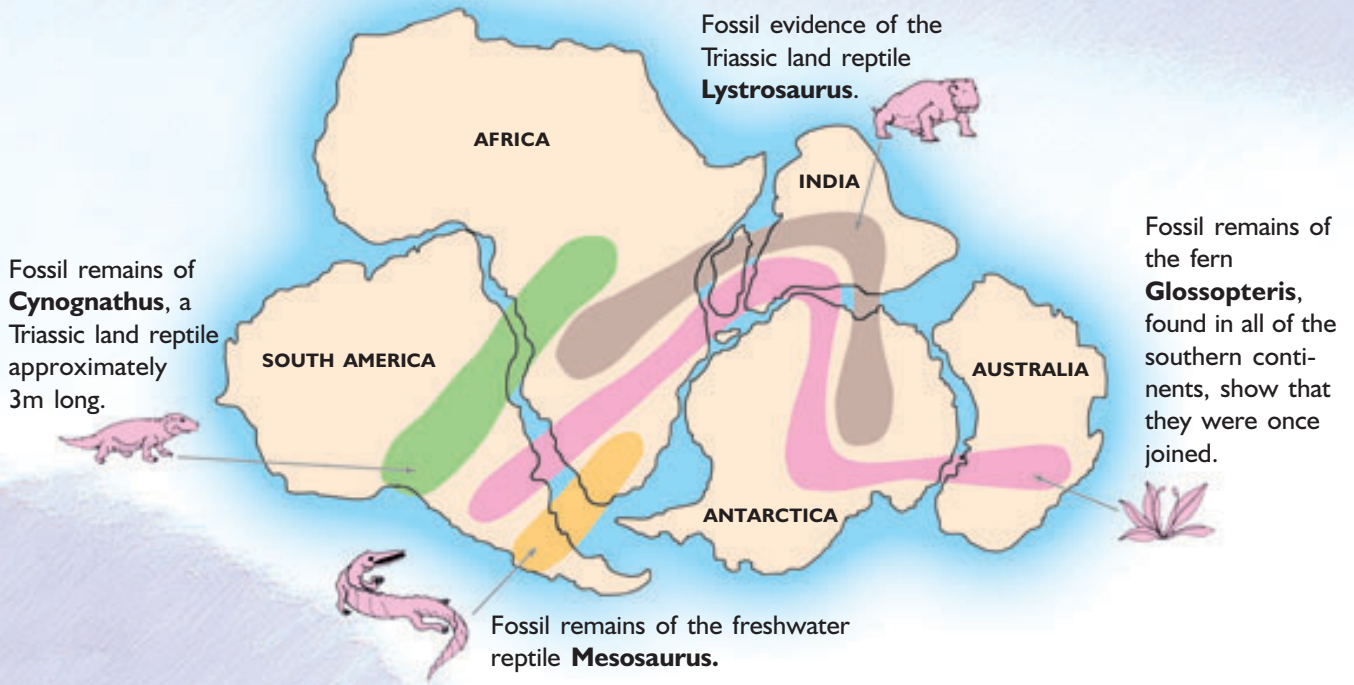 Fossil evidence of the
Triassic land reptile
Lystrosaurus.
AFRICA
INDIA
Fossil remains of
the fern
Glossopteris,
found in all of the
southern conti-
nents, show that
they were once
joined.
Fossil remains of
Cynognathus, a
Triassic land reptile
approximately
3m long.
SOUTH AMERICA
AUSTRALIA
ANTARCTICA
Fossil remains of the freshwater
reptile Mesosaurus.